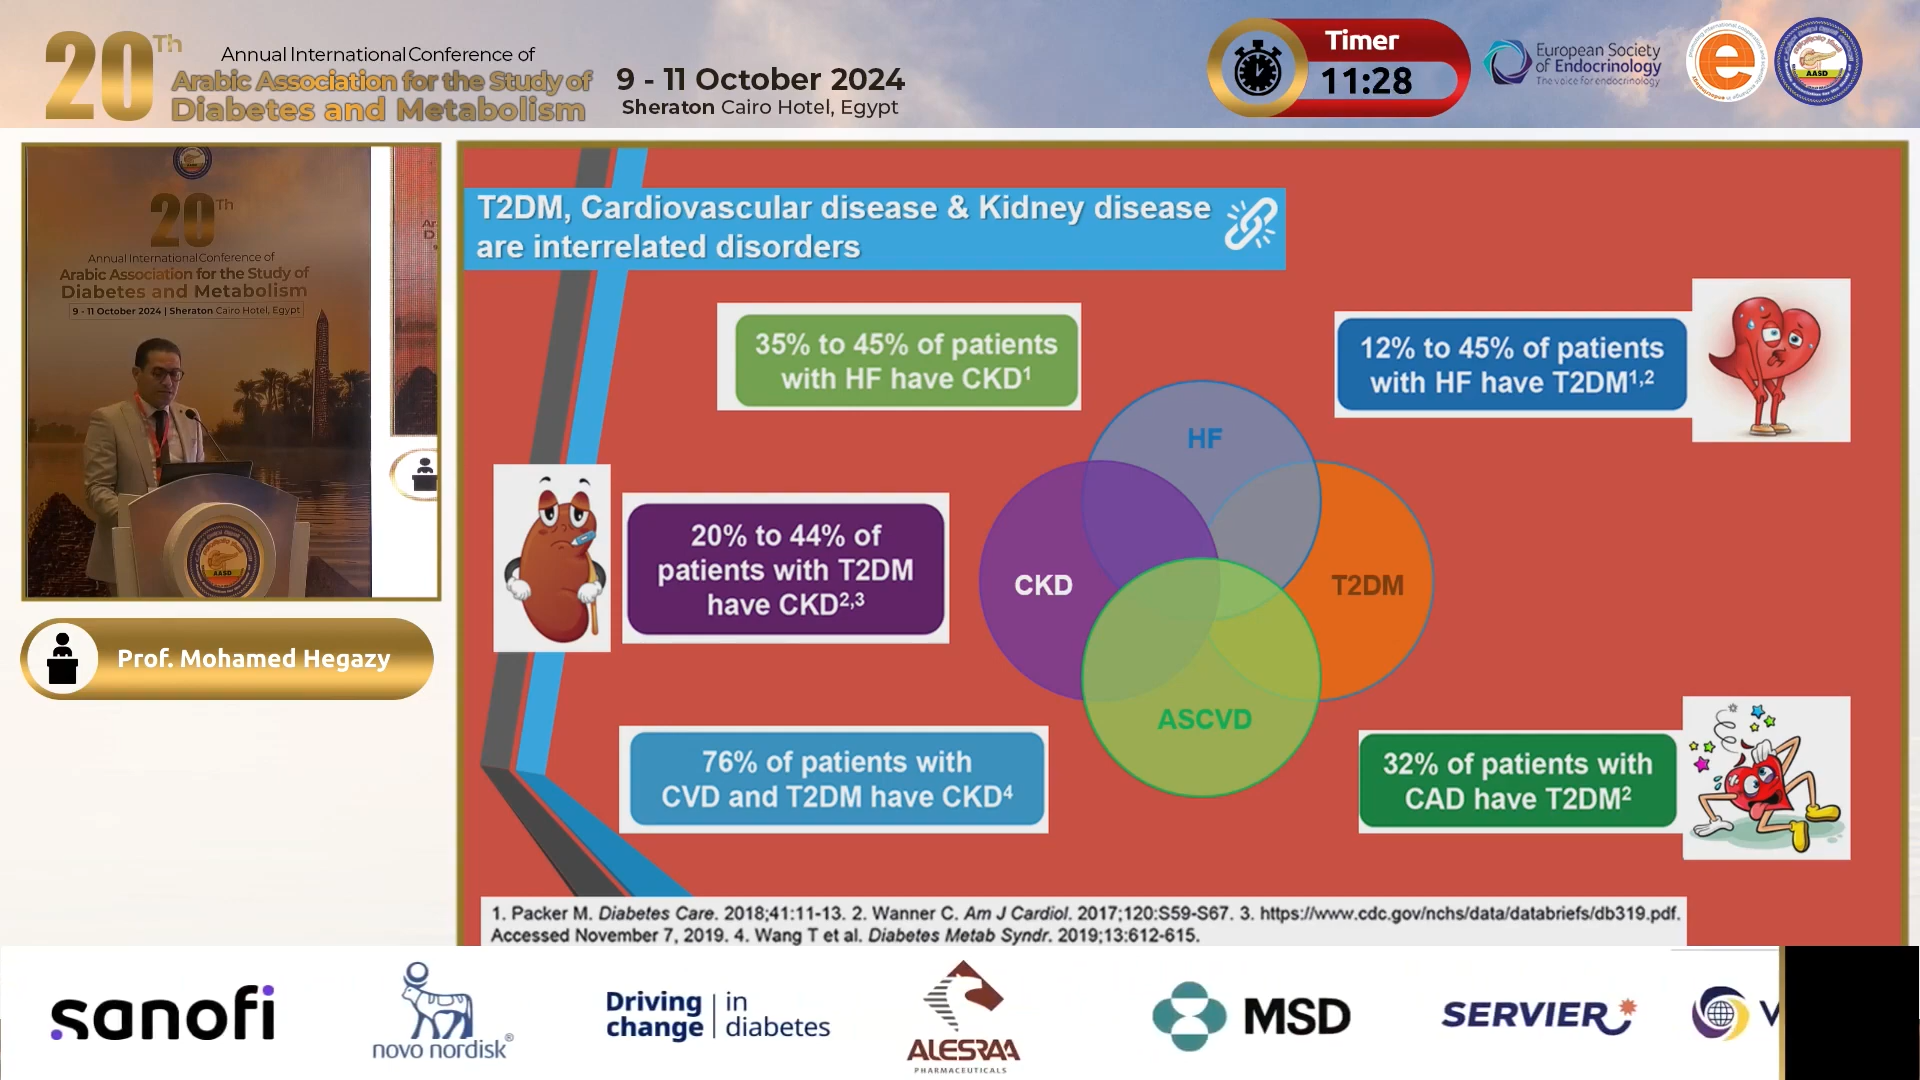 20Th
Annual International Conference of
Arabic Association for the Study of
Diabetes and Metabolism
9 - 11 October 2024
Sheraton Cairo Hotel, Egypt
Timer
11:28
European Society
of Endocrinology
The voice for endocrinology
AASD
20Th
Annual International Conference of
Arabic Association for the Study of
Diabetes and Metabolism
9 - 11 October 2024 | Sheraton Cairo Hotel, Egypt
AASD
Prof. Mohamed Hegazy
T2DM, Cardiovascular disease & Kidney disease
are interrelated disorders
35% to 45% of patients
with HF have CKD1
12% to 45% of patients
with HF have T2DM1,2
20% to 44% of
patients with T2DM
have CKD2,3
HF
CKD
T2DM
ASCVD
76% of patients with
CVD and T2DM have CKD4
32% of patients with
CAD have T2DM2
1. Packer M. Diabetes Care. 2018;41:11-13. 2. Wanner C. Am J Cardiol. 2017;120:S59-S67. 3. https://www.cdc.gov/nchs/data/databriefs/db319.pdf.
Accessed November 7, 2019. 4. Wang T et al. Diabetes Metab Syndr. 2019;13:612-615.
sanofi
novo nordisk®
Driving change | in diabetes
ALESRAA
PHARMACEUTICALS
MSD
SERVIER
V